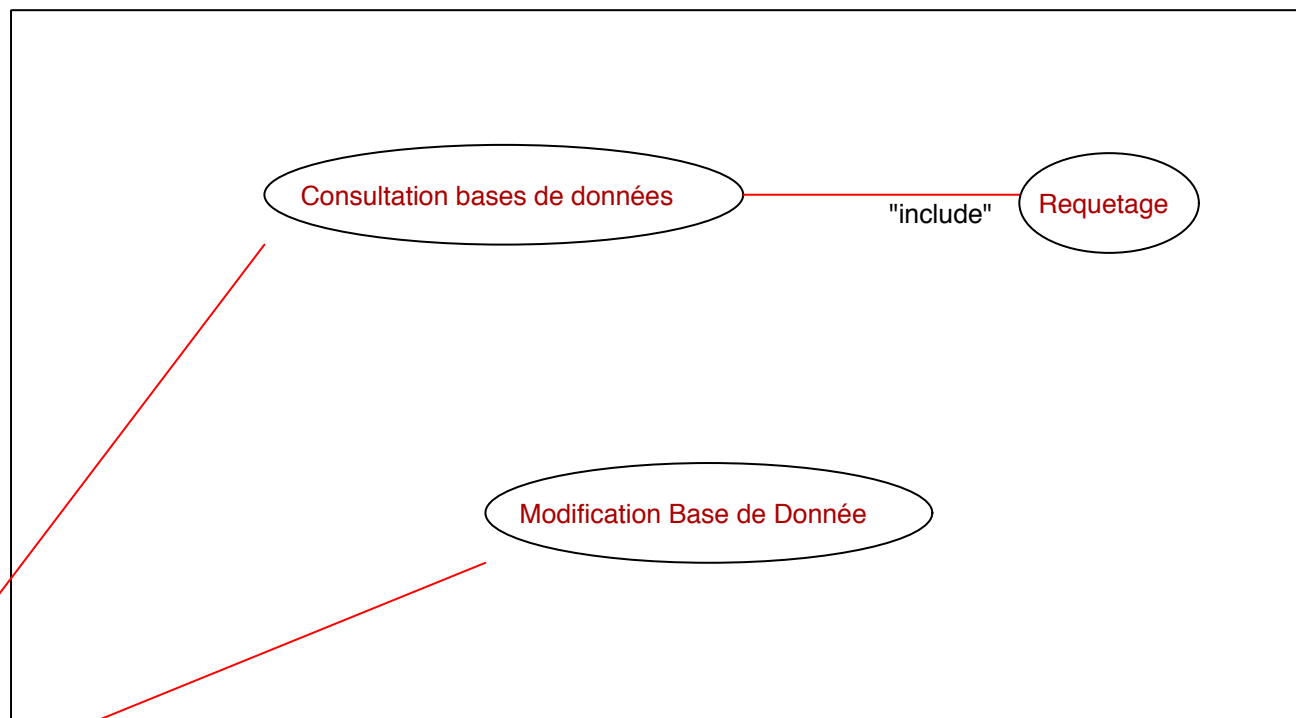 Consultation bases de données
"include"
Requetage
Modification Base de Donnée